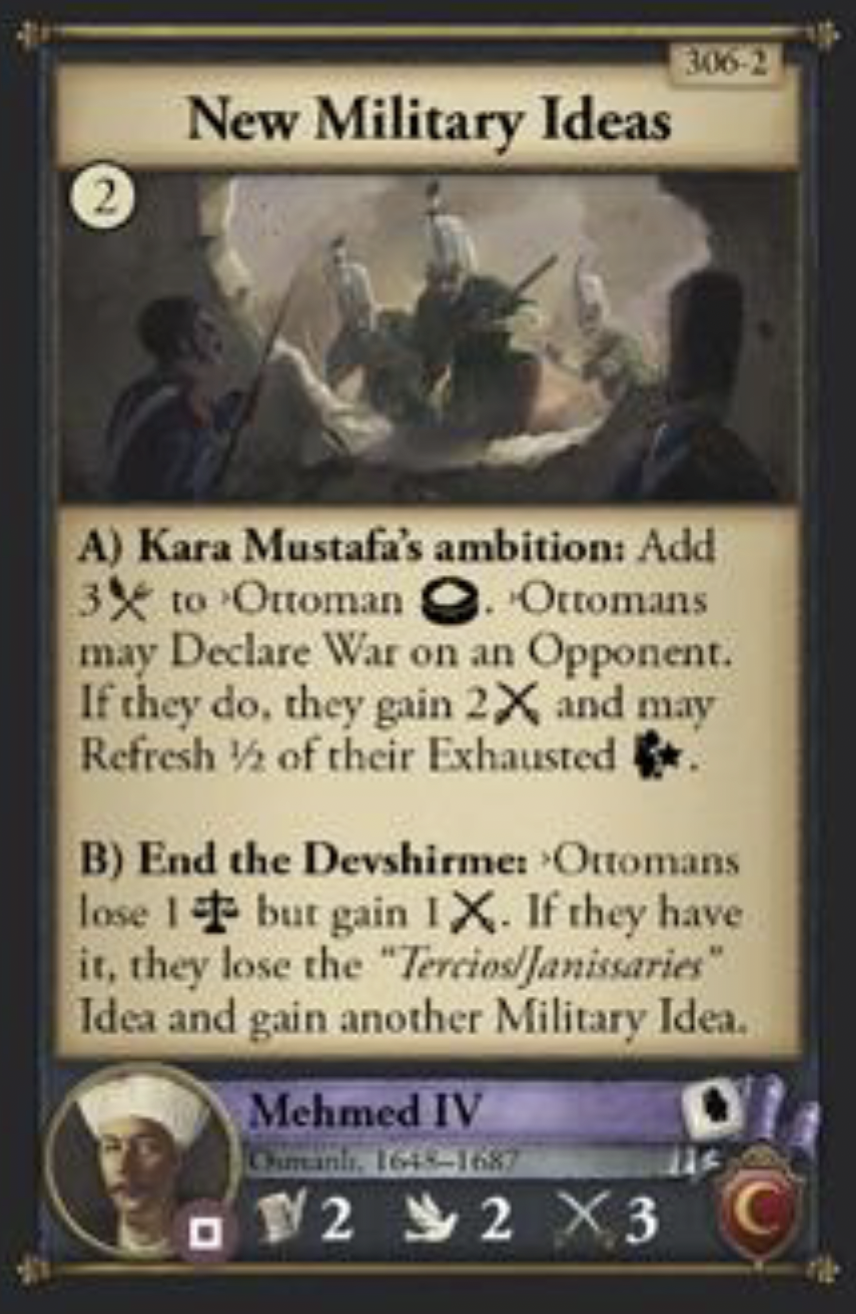 306-2
New Military Ideas
2
A) Kara Mustafa's ambition: Add
3 to ›Ottoman . ›Ottomans
may Declare War on an Opponent.
If they do, they gain 2 and may
Refresh ½ of their Exhausted .
B) End the Devshirme: ›Ottomans
lose 1 but gain 1 . If they have
it, they lose the "Tercios/Janissaries"
Idea and gain another Military Idea.
Mehmed IV
Osmanlı, 1648–1687
2 2 3